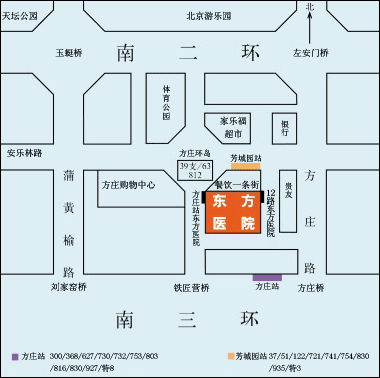 天坛公园
北京游乐园
北
玉蜓桥
南二环
左安门桥
体育公园
家乐福
超市
银行
安乐林路
方庄环岛
39支/63
812
芳城园站
蒲黄榆路
方庄购物中心
餐饮一条街
贵友
方庄路
方庄站东方医院
东方
医院
12路东方医院
刘家窑桥
铁匠营桥
方庄站
方庄桥
南三环
方庄站 300/368/627/730/732/753/803
/816/830/927/特8
芳城园站 37/51/122/721/741/754/830
/935/特3